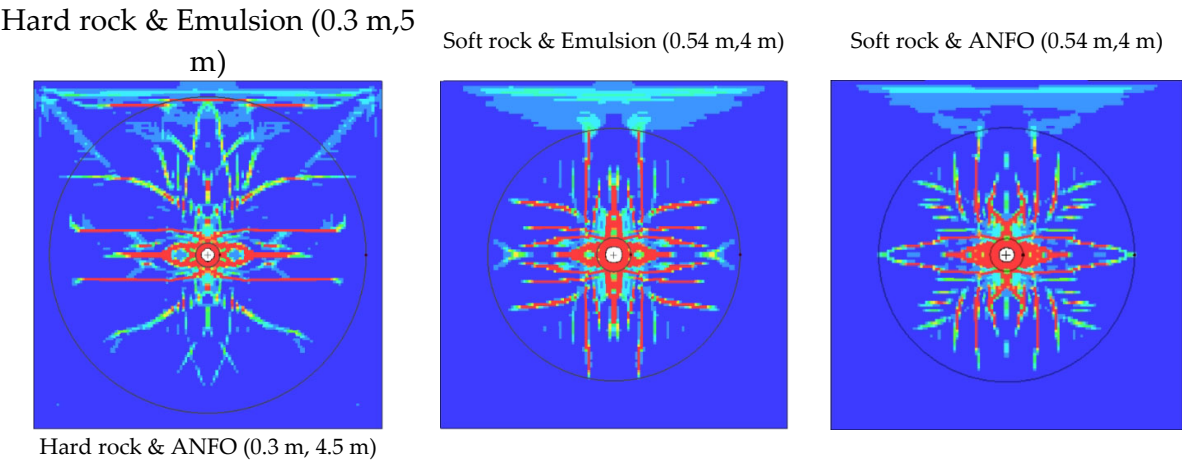 Hard rock & Emulsion (0.3 m,5
m)
Soft rock & Emulsion (0.54 m,4 m)
Soft rock & ANFO (0.54 m,4 m)
Hard rock & ANFO (0.3 m, 4.5 m)